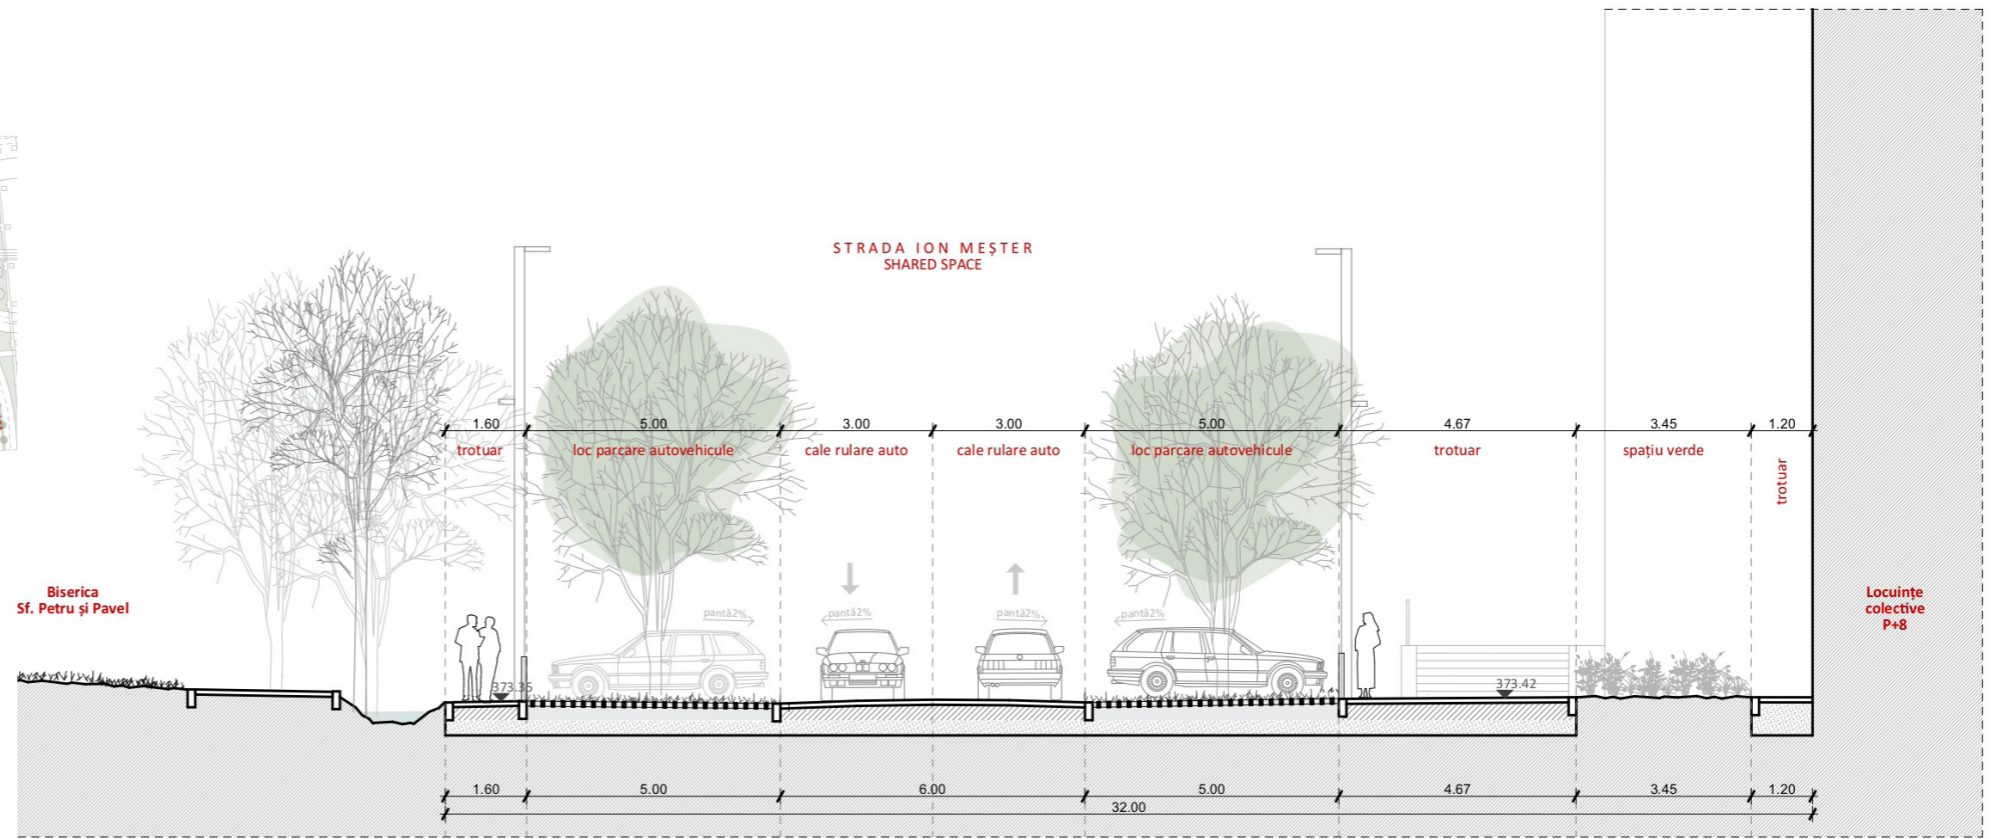 STRADA ION MEȘTER
SHARED SPACE
1.60
5.00
3.00
3.00
5.00
4.67
3.45
1.20
trotuar
loc parcare autovehicule
cale rulare auto
cale rulare auto
loc parcare autovehicule
trotuar
spațiu verde
trotuar
Biserica
Sf. Petru și Pavel
Locuințe
colective
P+8
pantă2%
pantă2%
pantă2%
pantă2%
373.35
373.42
1.60
5.00
6.00
5.00
4.67
3.45
1.20
32.00